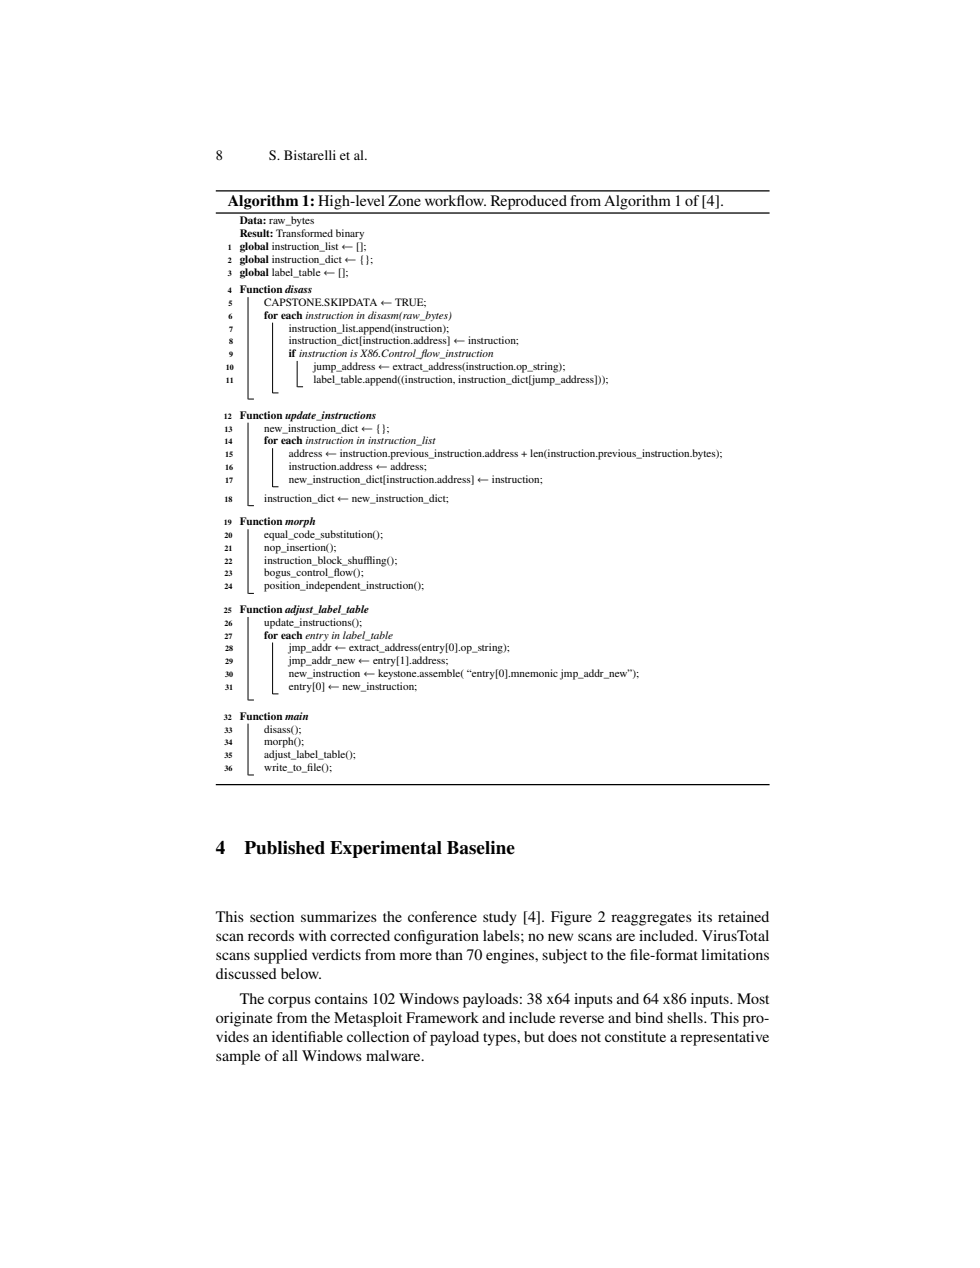 8 S. Bistarelli et al.
Algorithm 1: High-level Zone workflow. Reproduced from Algorithm 1 of [4].
Data: raw_bytes
Result: Transformed binary
1 global instruction_list ← [];
2 global instruction_dict ← {};
3 global label_table ← [];
4 Function disass
5 CAPSTONE.SKIPDATA ← TRUE;
6 for each instruction in disasm(raw_bytes)
7 instruction_list.append(instruction);
8 instruction_dict[instruction.address] ← instruction;
9 if instruction is X86.Control_flow_instruction
10 jump_address ← extract_address(instruction.op_string);
11 label_table.append((instruction, instruction_dict[jump_address]));
12 Function update_instructions
13 new_instruction_dict ← {};
14 for each instruction in instruction_list
15 address ← instruction.previous_instruction.address + len(instruction.previous_instruction.bytes);
16 instruction.address ← address;
17 new_instruction_dict[instruction.address] ← instruction;
18 instruction_dict ← new_instruction_dict;
19 Function morph
20 equal_code_substitution();
21 nop_insertion();
22 instruction_block_shuffling();
23 bogus_control_flow();
24 position_independent_instruction();
25 Function adjust_label_table
26 update_instructions();
27 for each entry in label_table
28 jmp_addr ← extract_address(entry[0].op_string);
29 jmp_addr_new ← entry[1].address;
30 new_instruction ← keystone.assemble( “entry[0].mnemonic jmp_addr_new”);
31 entry[0] ← new_instruction;
32 Function main
33 disass();
34 morph();
35 adjust_label_table();
36 write_to_file();
4 Published Experimental Baseline
This section summarizes the conference study [4]. Figure 2 reaggregates its retained
scan records with corrected configuration labels; no new scans are included. VirusTotal
scans supplied verdicts from more than 70 engines, subject to the file-format limitations
discussed below.
The corpus contains 102 Windows payloads: 38 x64 inputs and 64 x86 inputs. Most
originate from the Metasploit Framework and include reverse and bind shells. This pro-
vides an identifiable collection of payload types, but does not constitute a representative
sample of all Windows malware.